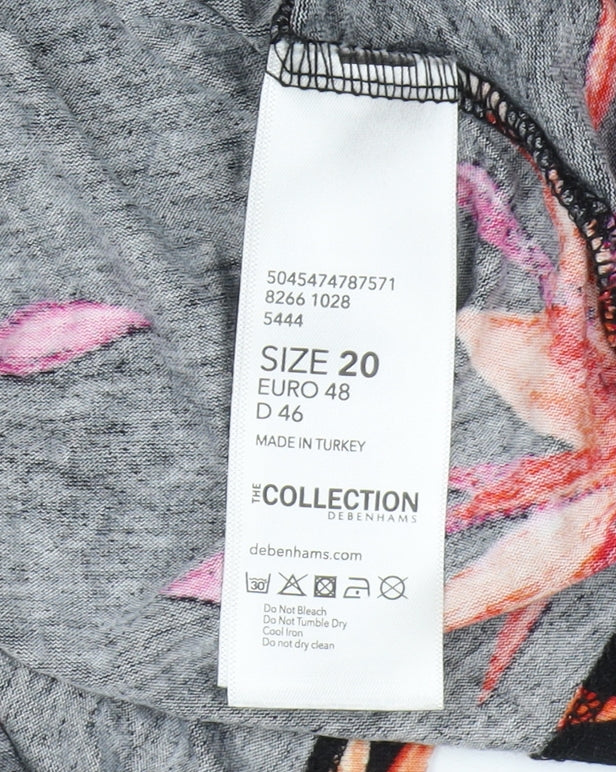 5045474787571
8266 1028
5444
SIZE 20
EURO 48
D 46
MADE IN TURKEY
THE COLLECTION
DEBENHAMS
debenhams.com
30
Do Not Bleach
Do Not Tumble Dry
Cool Iron
Do not dry clean